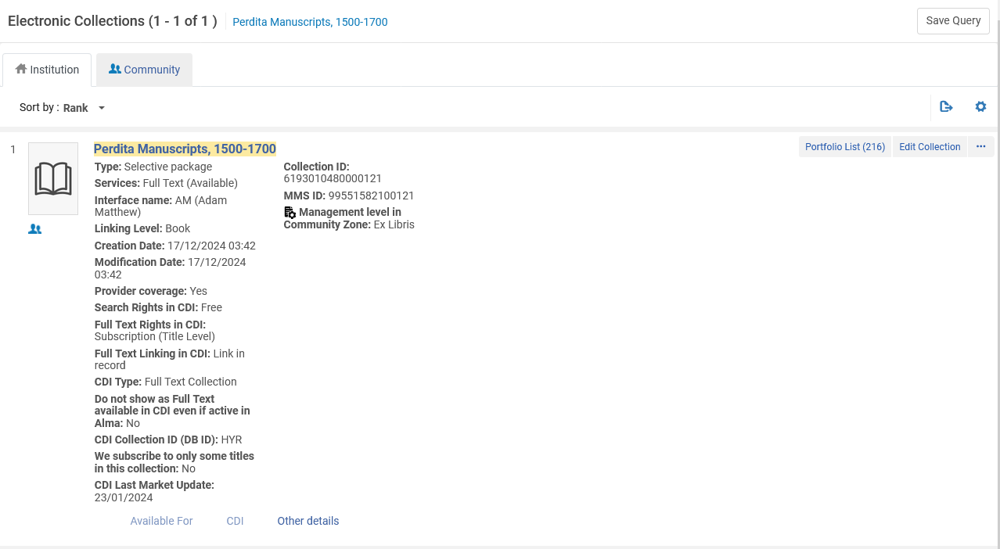 Electronic Collections (1 - 1 of 1 )
Perdita Manuscripts, 1500-1700
Save Query
Institution
Community
Sort by : Rank
1
Perdita Manuscripts, 1500-1700
Portfolio List (216)
Edit Collection
Type: Selective package
Services: Full Text (Available)
Interface name: AM (Adam
Matthew)
Linking Level: Book
Creation Date: 17/12/2024 03:42
Modification Date: 17/12/2024
03:42
Provider coverage: Yes
Search Rights in CDI: Free
Full Text Rights in CDI:
Subscription (Title Level)
Full Text Linking in CDI: Link in
record
CDI Type: Full Text Collection
Do not show as Full Text
available in CDI even if active in
Alma: No
CDI Collection ID (DB ID): HYR
We subscribe to only some titles
in this collection: No
CDI Last Market Update:
23/01/2024
Collection ID:
6193010480000121
MMS ID: 99551582100121
Management level in
Community Zone: Ex Libris
Available For
CDI
Other details